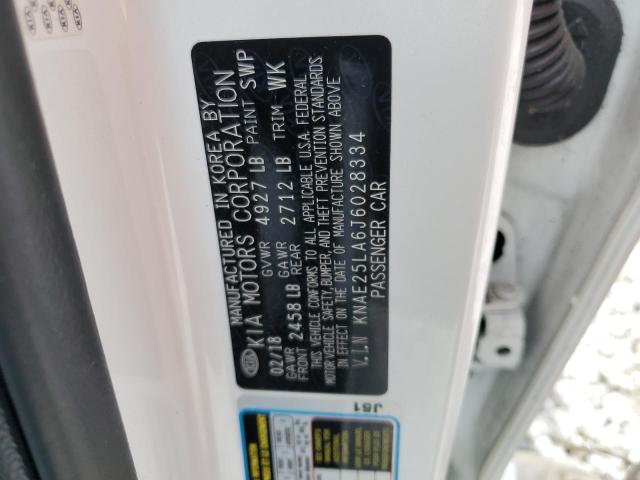 MANUFACTURED IN KOREA BY
KIA MOTORS CORPORATION
02/18 GVWR 4927 LB PAINT SWP
GAWR FRONT 2458 LB GAWR REAR 2712 LB TRIM WK
THIS VEHICLE CONFORMS TO ALL APPLICABLE U.S.A. FEDERAL
MOTOR VEHICLE SAFETY, BUMPER, AND THEFT PREVENTION STANDARDS
IN EFFECT ON THE DATE OF MANUFACTURE SHOWN ABOVE
V.I.N KNAE25LA6J6028334
PASSENGER CAR
J51